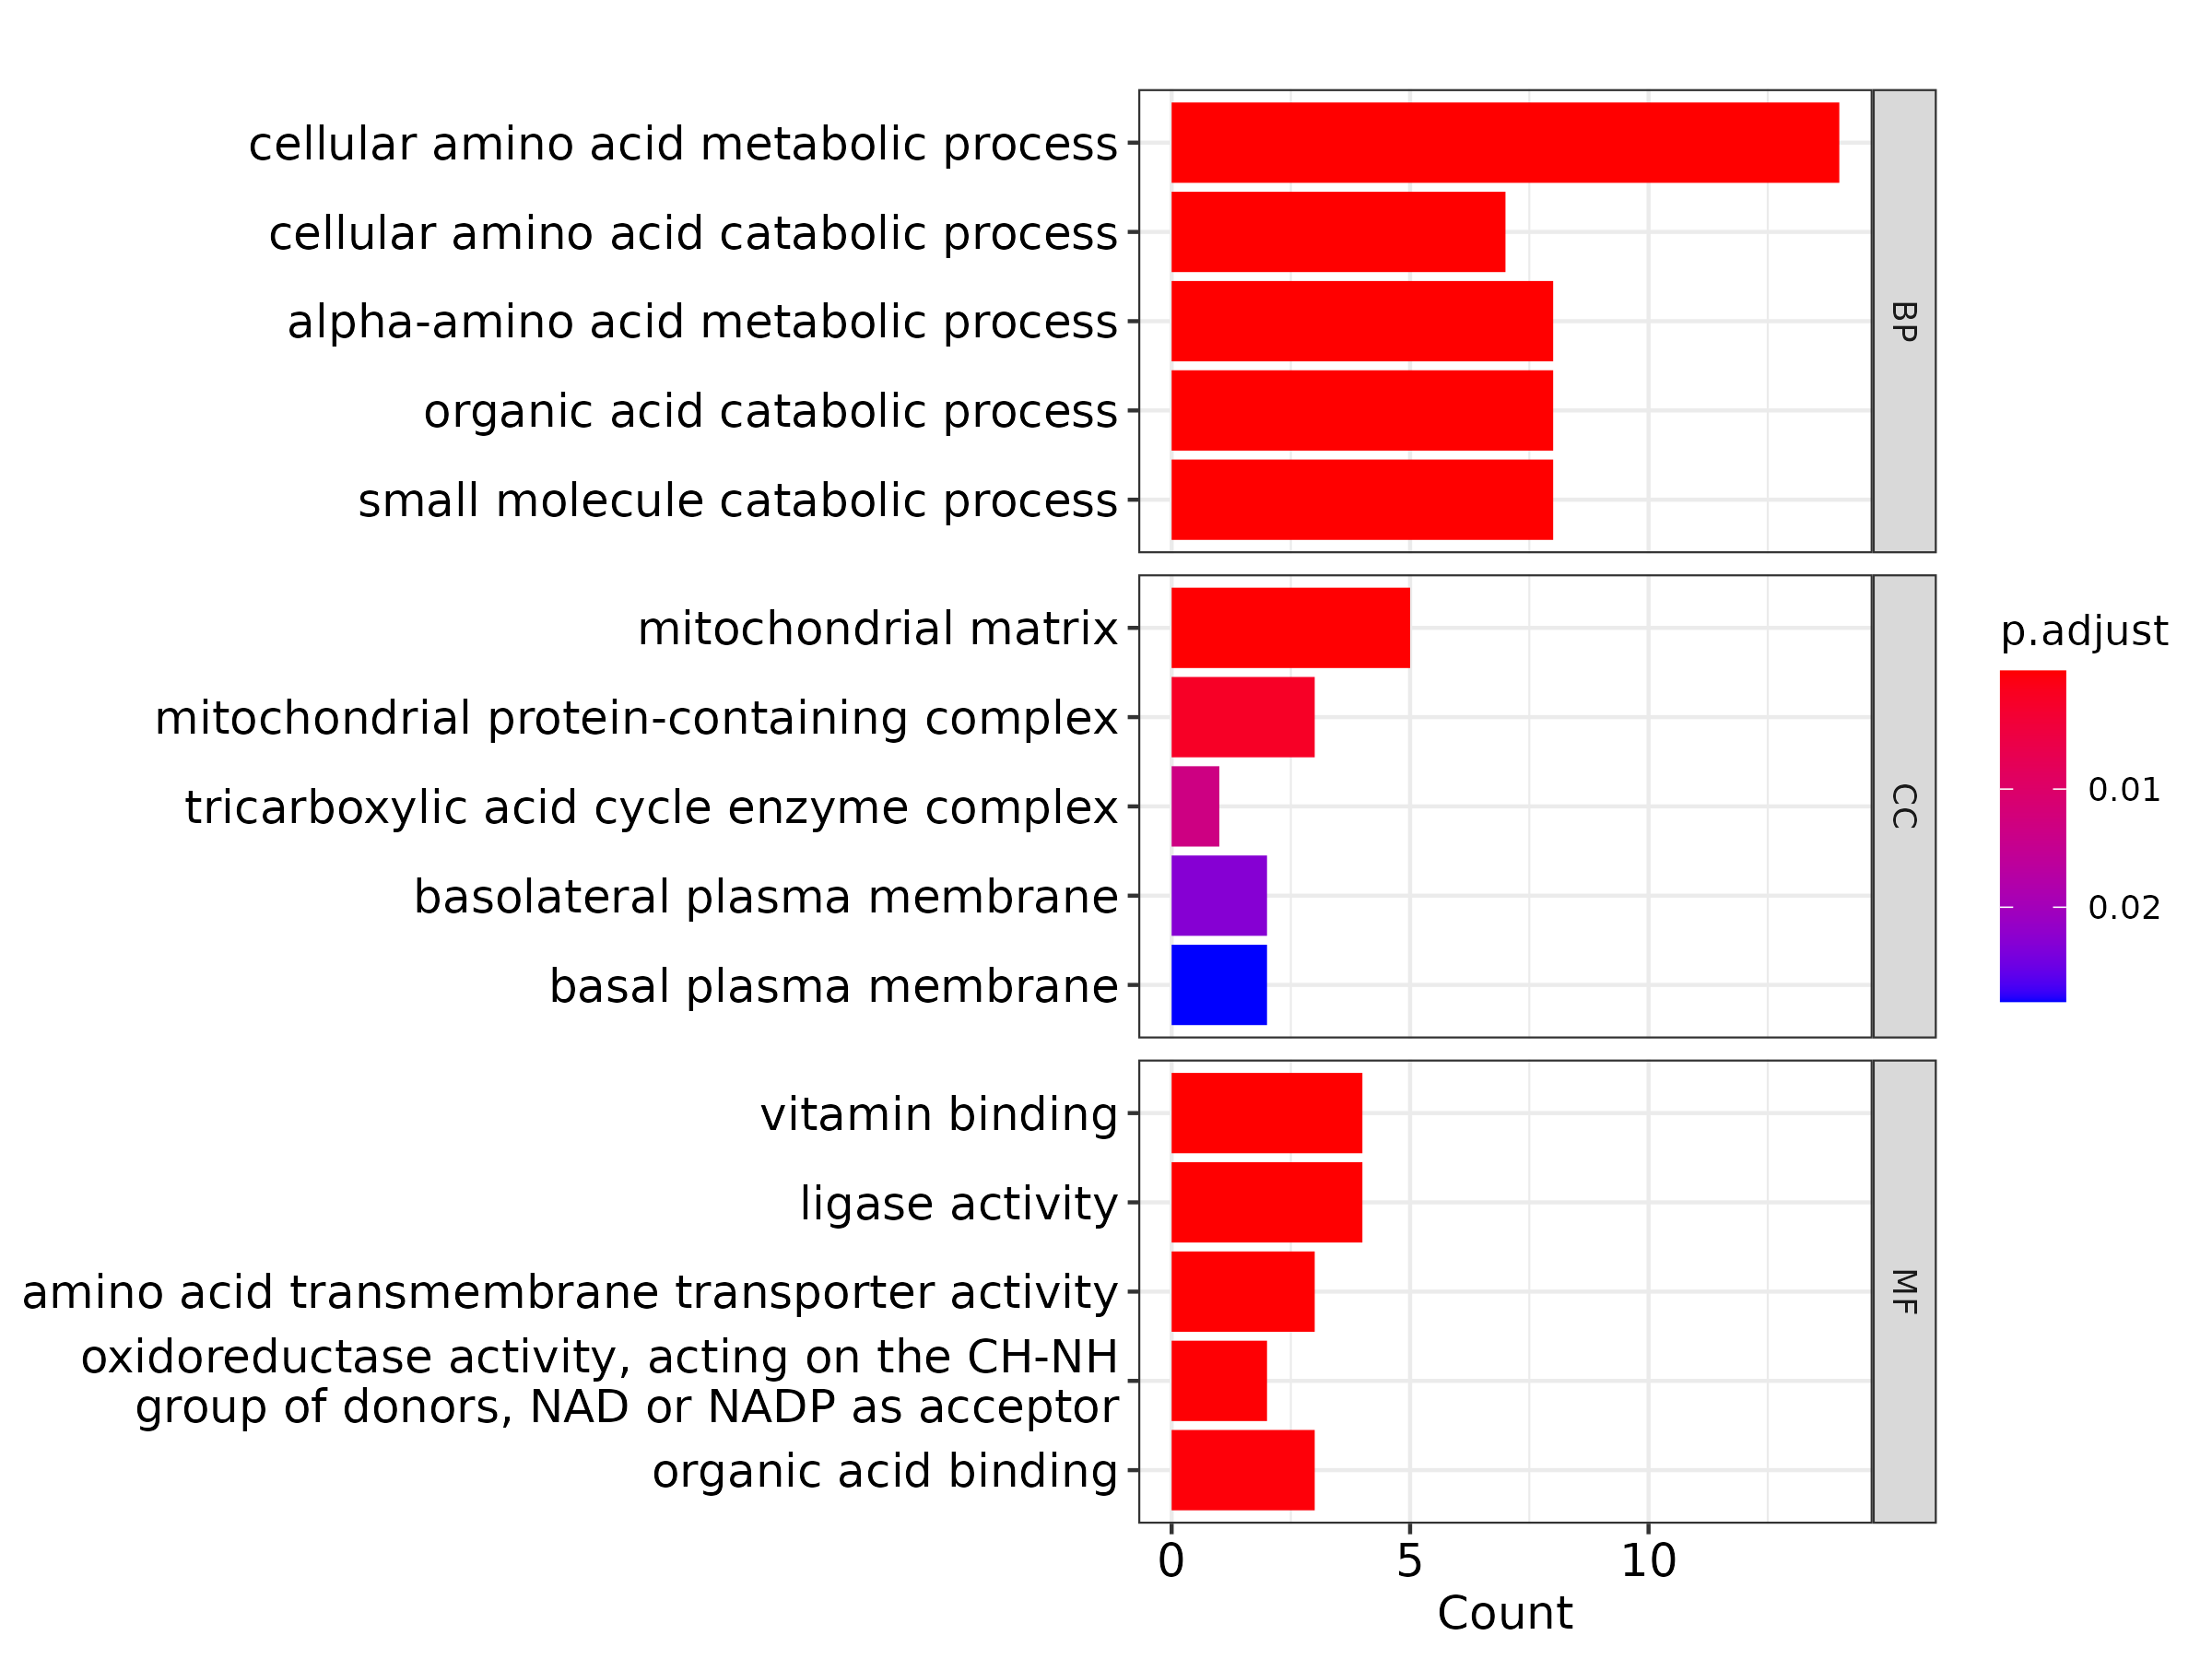 cellular amino acid metabolic process
cellular amino acid catabolic process
alpha-amino acid metabolic process
organic acid catabolic process
small molecule catabolic process
BP
mitochondrial matrix
mitochondrial protein-containing complex
tricarboxylic acid cycle enzyme complex
basolateral plasma membrane
basal plasma membrane
CC
vitamin binding
ligase activity
amino acid transmembrane transporter activity
oxidoreductase activity, acting on the CH-NH
group of donors, NAD or NADP as acceptor
organic acid binding
MF
0 5 10
Count
p.adjust
0.01
0.02